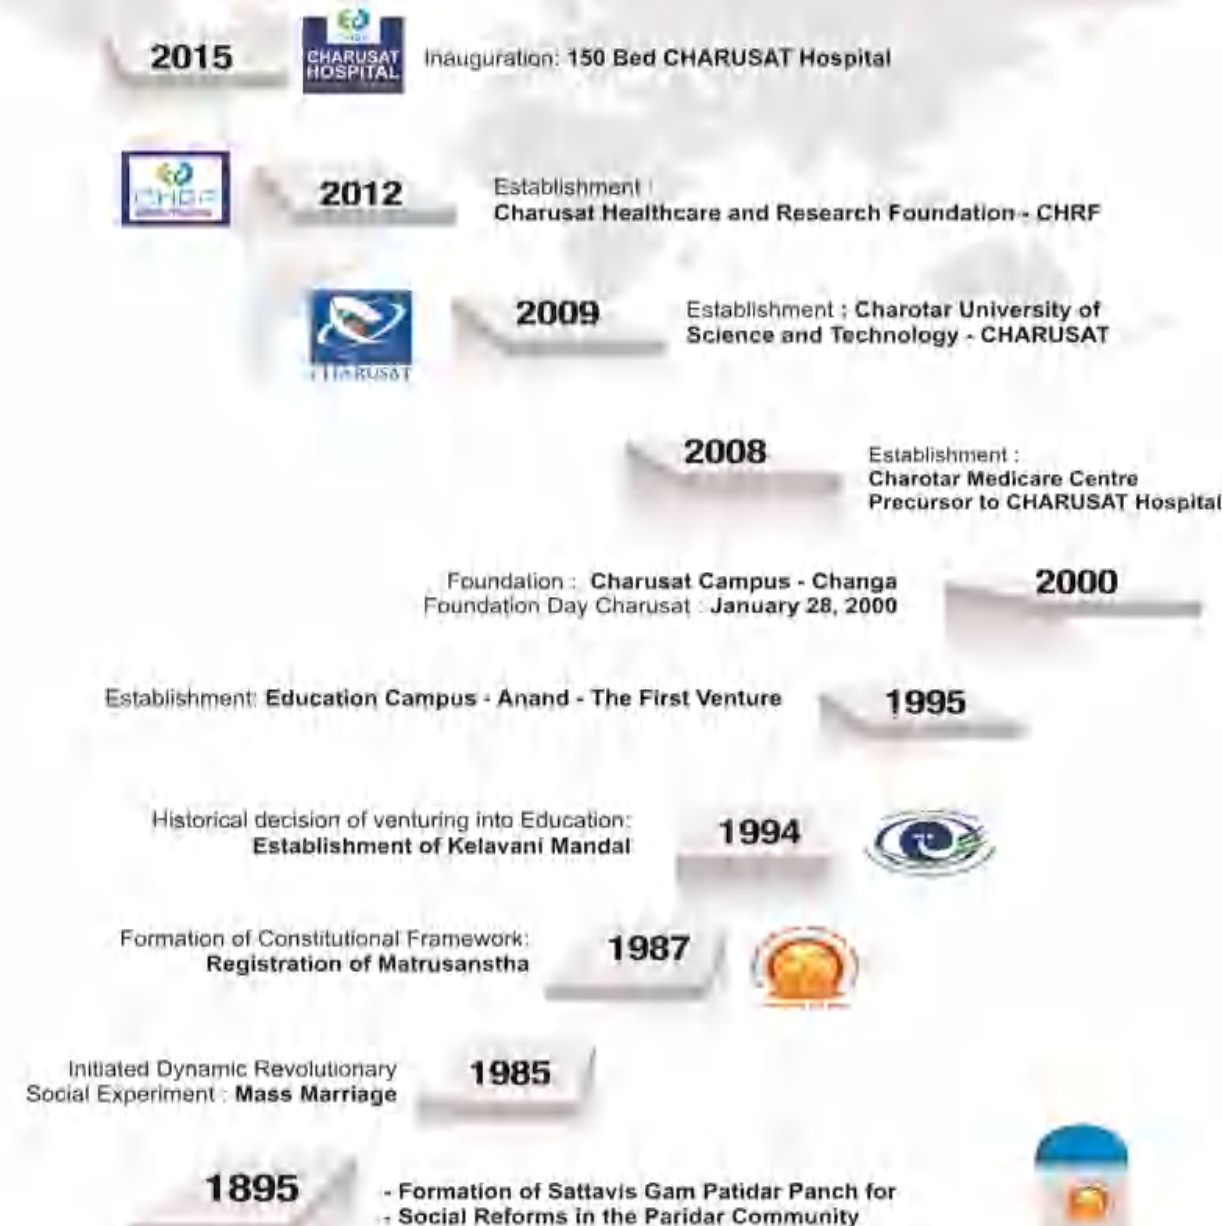 2015
CHARUSAT
HOSPITAL
Inauguration: 150 Bed CHARUSAT Hospital
2012
Establishment :
Charusat Healthcare and Research Foundation - CHRF
CHRF
2009
Establishment : Charotar University of
Science and Technology - CHARUSAT
CHARUSAT
2008
Establishment :
Charotar Medicare Centre
Precursor to CHARUSAT Hospital
Foundation : Charusat Campus - Changa
Foundation Day Charusat : January 28, 2000
2000
Establishment: Education Campus - Anand - The First Venture
1995
Historical decision of venturing into Education:
Establishment of Kelavani Mandal
1994
Formation of Constitutional Framework:
Registration of Matrusanstha
1987
Initiated Dynamic Revolutionary
Social Experiment : Mass Marriage
1985
1895
- Formation of Sattavis Gam Patidar Panch for
- Social Reforms in the Paridar Community